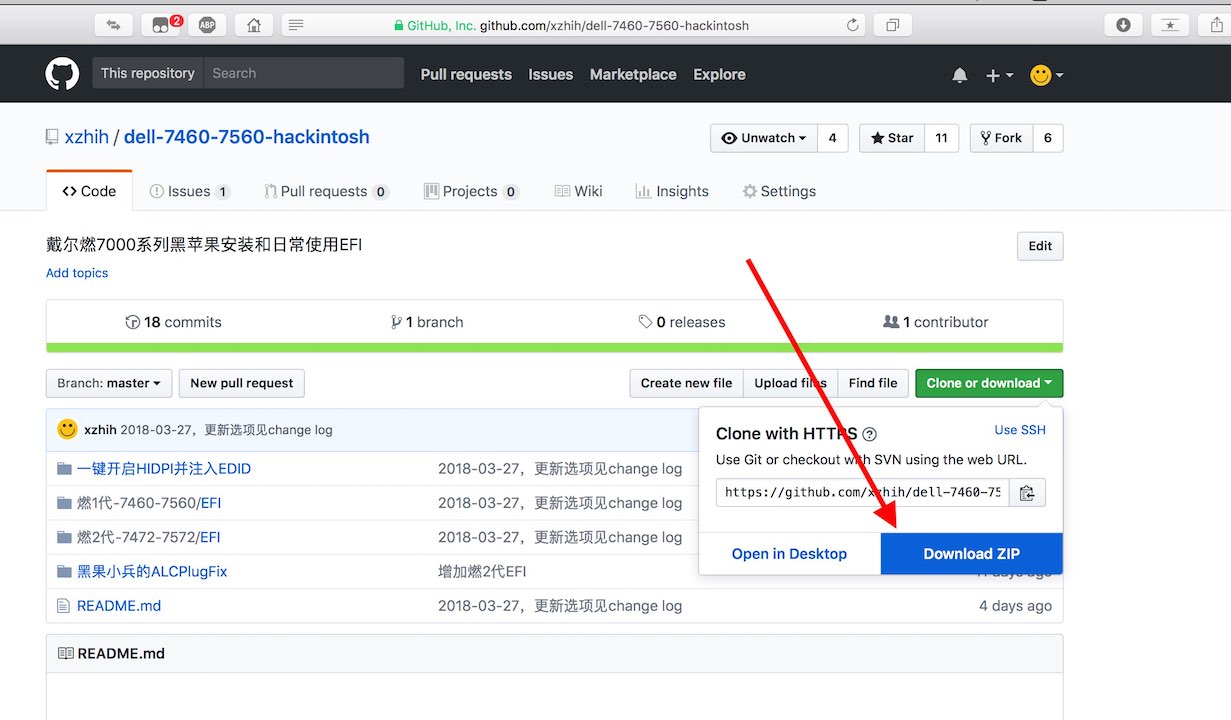 2 ABP GitHub, Inc. github.com/xzhih/dell-7460-7560-hackintosh
This repository Search Pull requests Issues Marketplace Explore
xzhih / dell-7460-7560-hackintosh Unwatch 4 Star 11 Fork 6
Code Issues 1 Pull requests 0 Projects 0 Wiki Insights Settings
戴尔燃7000系列黑苹果安装和日常使用EFI Edit
Add topics
18 commits 1 branch 0 releases 1 contributor
Branch: master New pull request Create new file Upload files Find file Clone or download
xzhih 2018-03-27，更新选项见change log
Clone with HTTPS Use SSH
Use Git or checkout with SVN using the web URL.
https://github.com/xzhih/dell-7460-75
Open in Desktop Download ZIP
一键开启HIDPI并注入EDID 2018-03-27，更新选项见change log
燃1代-7460-7560/EFI 2018-03-27，更新选项见change log
燃2代-7472-7572/EFI 2018-03-27，更新选项见change log
黑果小兵的ALCPlugFix 增加燃2代EFI days ago
README.md 2018-03-27，更新选项见change log 4 days ago
README.md